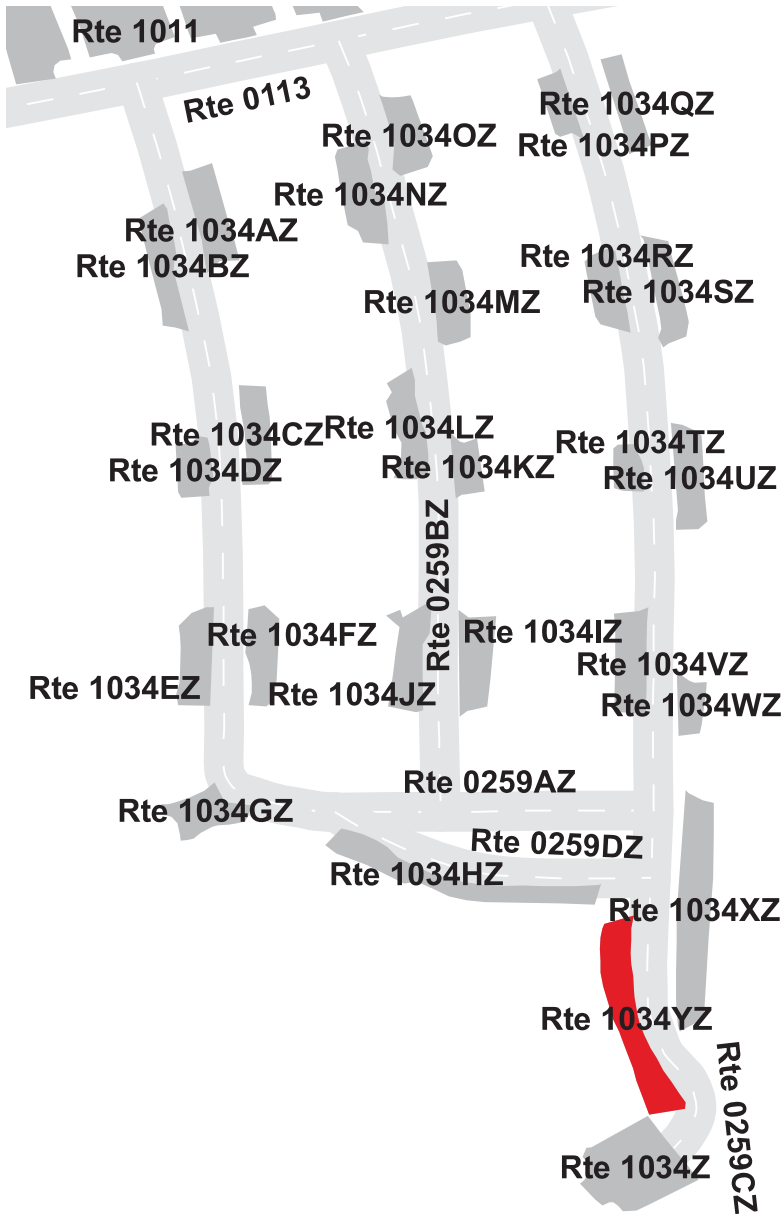 Rte 1011
Rte 0113
Rte 1034QZ
Rte 1034OZ
Rte 1034PZ
Rte 1034NZ
Rte 1034AZ
Rte 1034RZ
Rte 1034BZ
Rte 1034SZ
Rte 1034MZ
Rte 1034CZ
Rte 1034LZ
Rte 1034TZ
Rte 1034DZ
Rte 1034KZ
Rte 1034UZ
Rte 0259BZ
Rte 1034FZ
Rte 1034IZ
Rte 1034VZ
Rte 1034EZ
Rte 1034JZ
Rte 1034WZ
Rte 0259AZ
Rte 1034GZ
Rte 0259DZ
Rte 1034HZ
Rte 1034XZ
Rte 1034YZ
Rte 0259CZ
Rte 1034Z